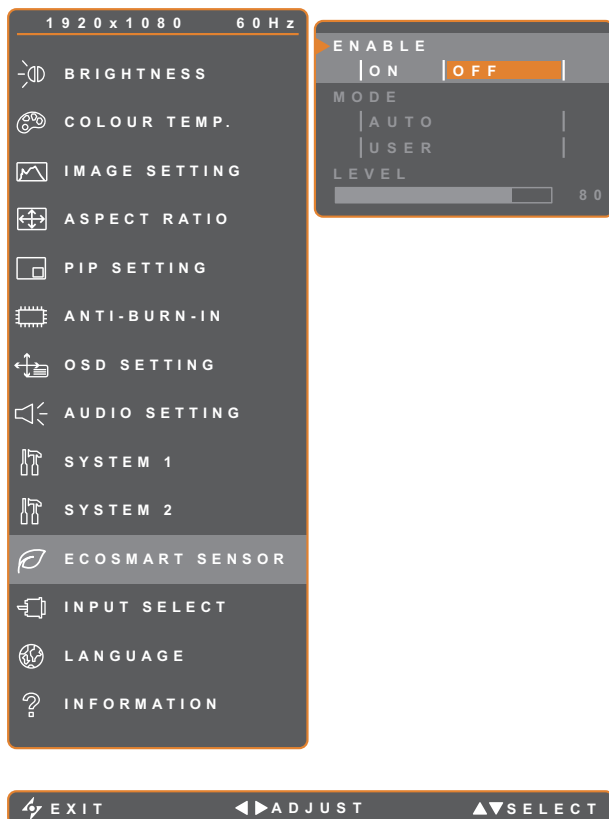 1920x1080 60Hz
BRIGHTNESS
COLOUR TEMP.
IMAGE SETTING
ASPECT RATIO
PIP SETTING
ANTI-BURN-IN
OSD SETTING
AUDIO SETTING
SYSTEM 1
SYSTEM 2
ECOSMART SENSOR
INPUT SELECT
LANGUAGE
INFORMATION
ENABLE
ON OFF
MODE
AUTO
USER
LEVEL
80
EXIT ADJUST SELECT